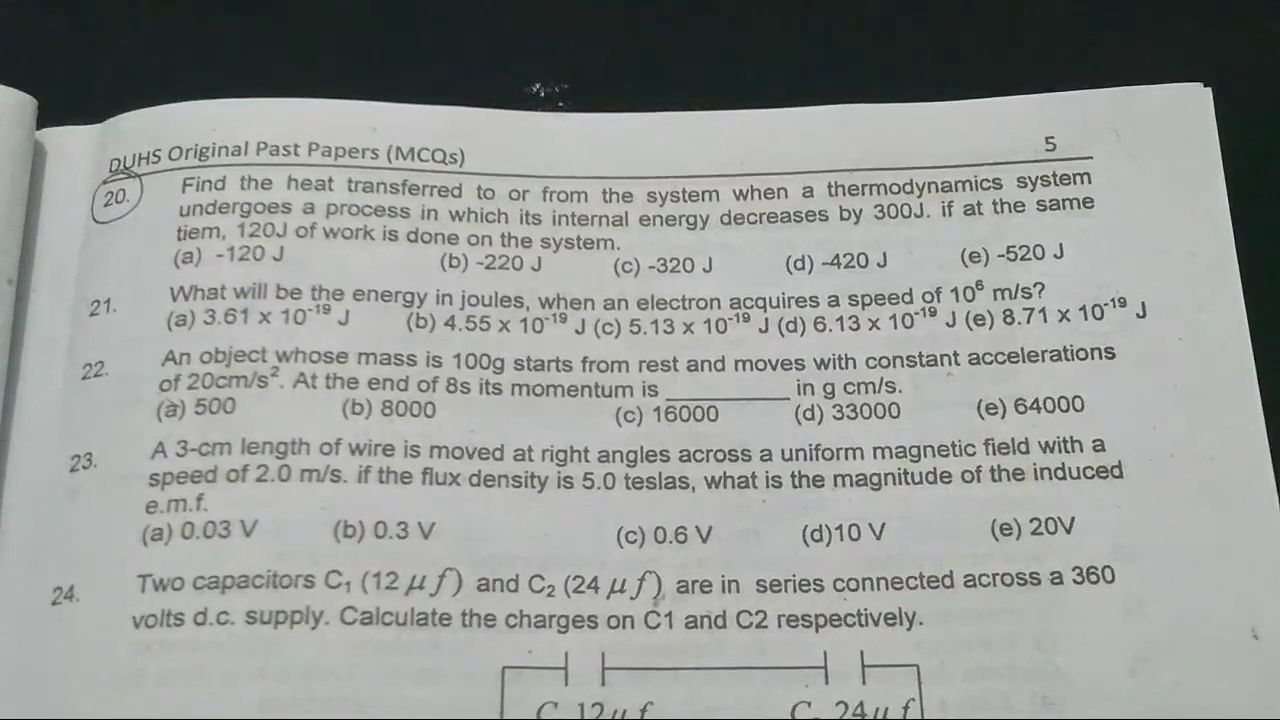 DUHS Original Past Papers (MCQs) 5
20. Find the heat transferred to or from the system when a thermodynamics system
undergoes a process in which its internal energy decreases by 300J. if at the same
tiem, 120J of work is done on the system.
(a) -120 J (b) -220 J (c) -320 J (d) -420 J (e) -520 J
21. What will be the energy in joules, when an electron acquires a speed of 10⁶ m/s?
(a) 3.61 x 10⁻¹⁹ J (b) 4.55 x 10⁻¹⁹ J (c) 5.13 x 10⁻¹⁹ J (d) 6.13 x 10⁻¹⁹ J (e) 8.71 x 10⁻¹⁹ J
22. An object whose mass is 100g starts from rest and moves with constant accelerations
of 20cm/s². At the end of 8s its momentum is __________ in g cm/s.
(a) 500 (b) 8000 (c) 16000 (d) 33000 (e) 64000
23. A 3-cm length of wire is moved at right angles across a uniform magnetic field with a
speed of 2.0 m/s. if the flux density is 5.0 teslas, what is the magnitude of the induced
e.m.f.
(a) 0.03 V (b) 0.3 V (c) 0.6 V (d)10 V (e) 20V
24. Two capacitors C₁ (12 μf) and C₂ (24 μf) are in series connected across a 360
volts d.c. supply. Calculate the charges on C1 and C2 respectively.
C 12μf C 24μf